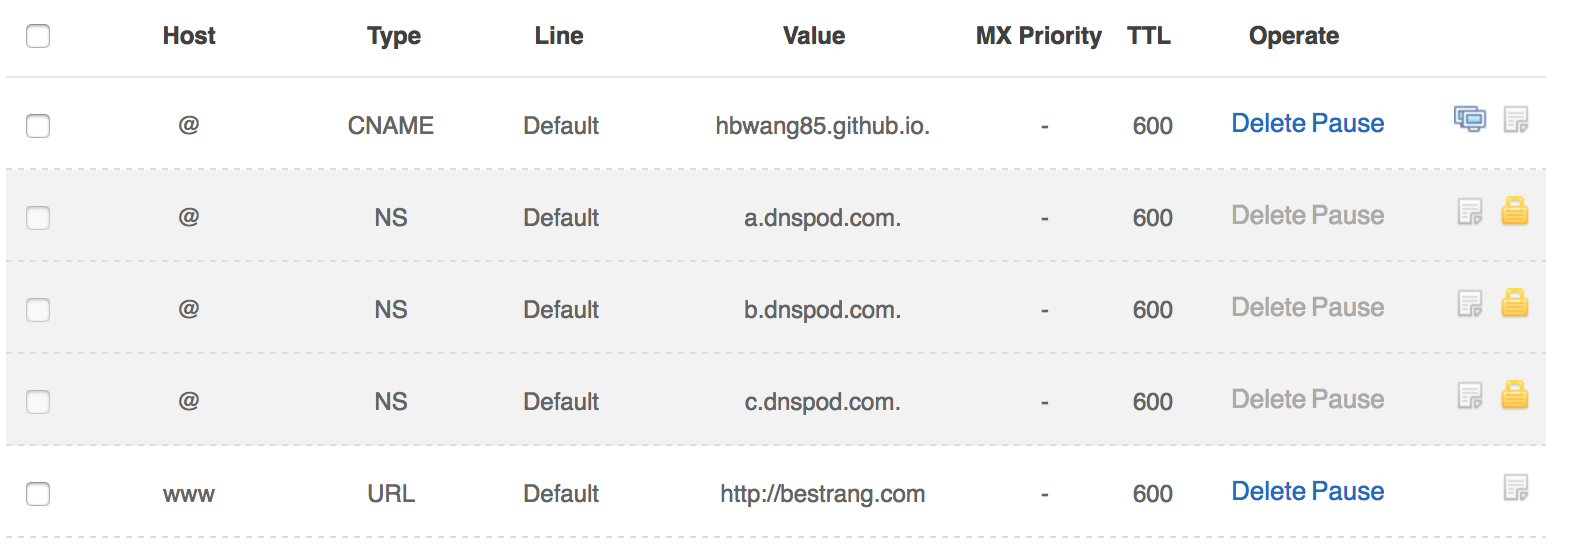 Host Type Line Value MX Priority TTL Operate
@ CNAME Default hbwang85.github.io. - 600 Delete Pause
@ NS Default a.dnspod.com. - 600 Delete Pause
@ NS Default b.dnspod.com. - 600 Delete Pause
@ NS Default c.dnspod.com. - 600 Delete Pause
www URL Default http://bestrang.com - 600 Delete Pause